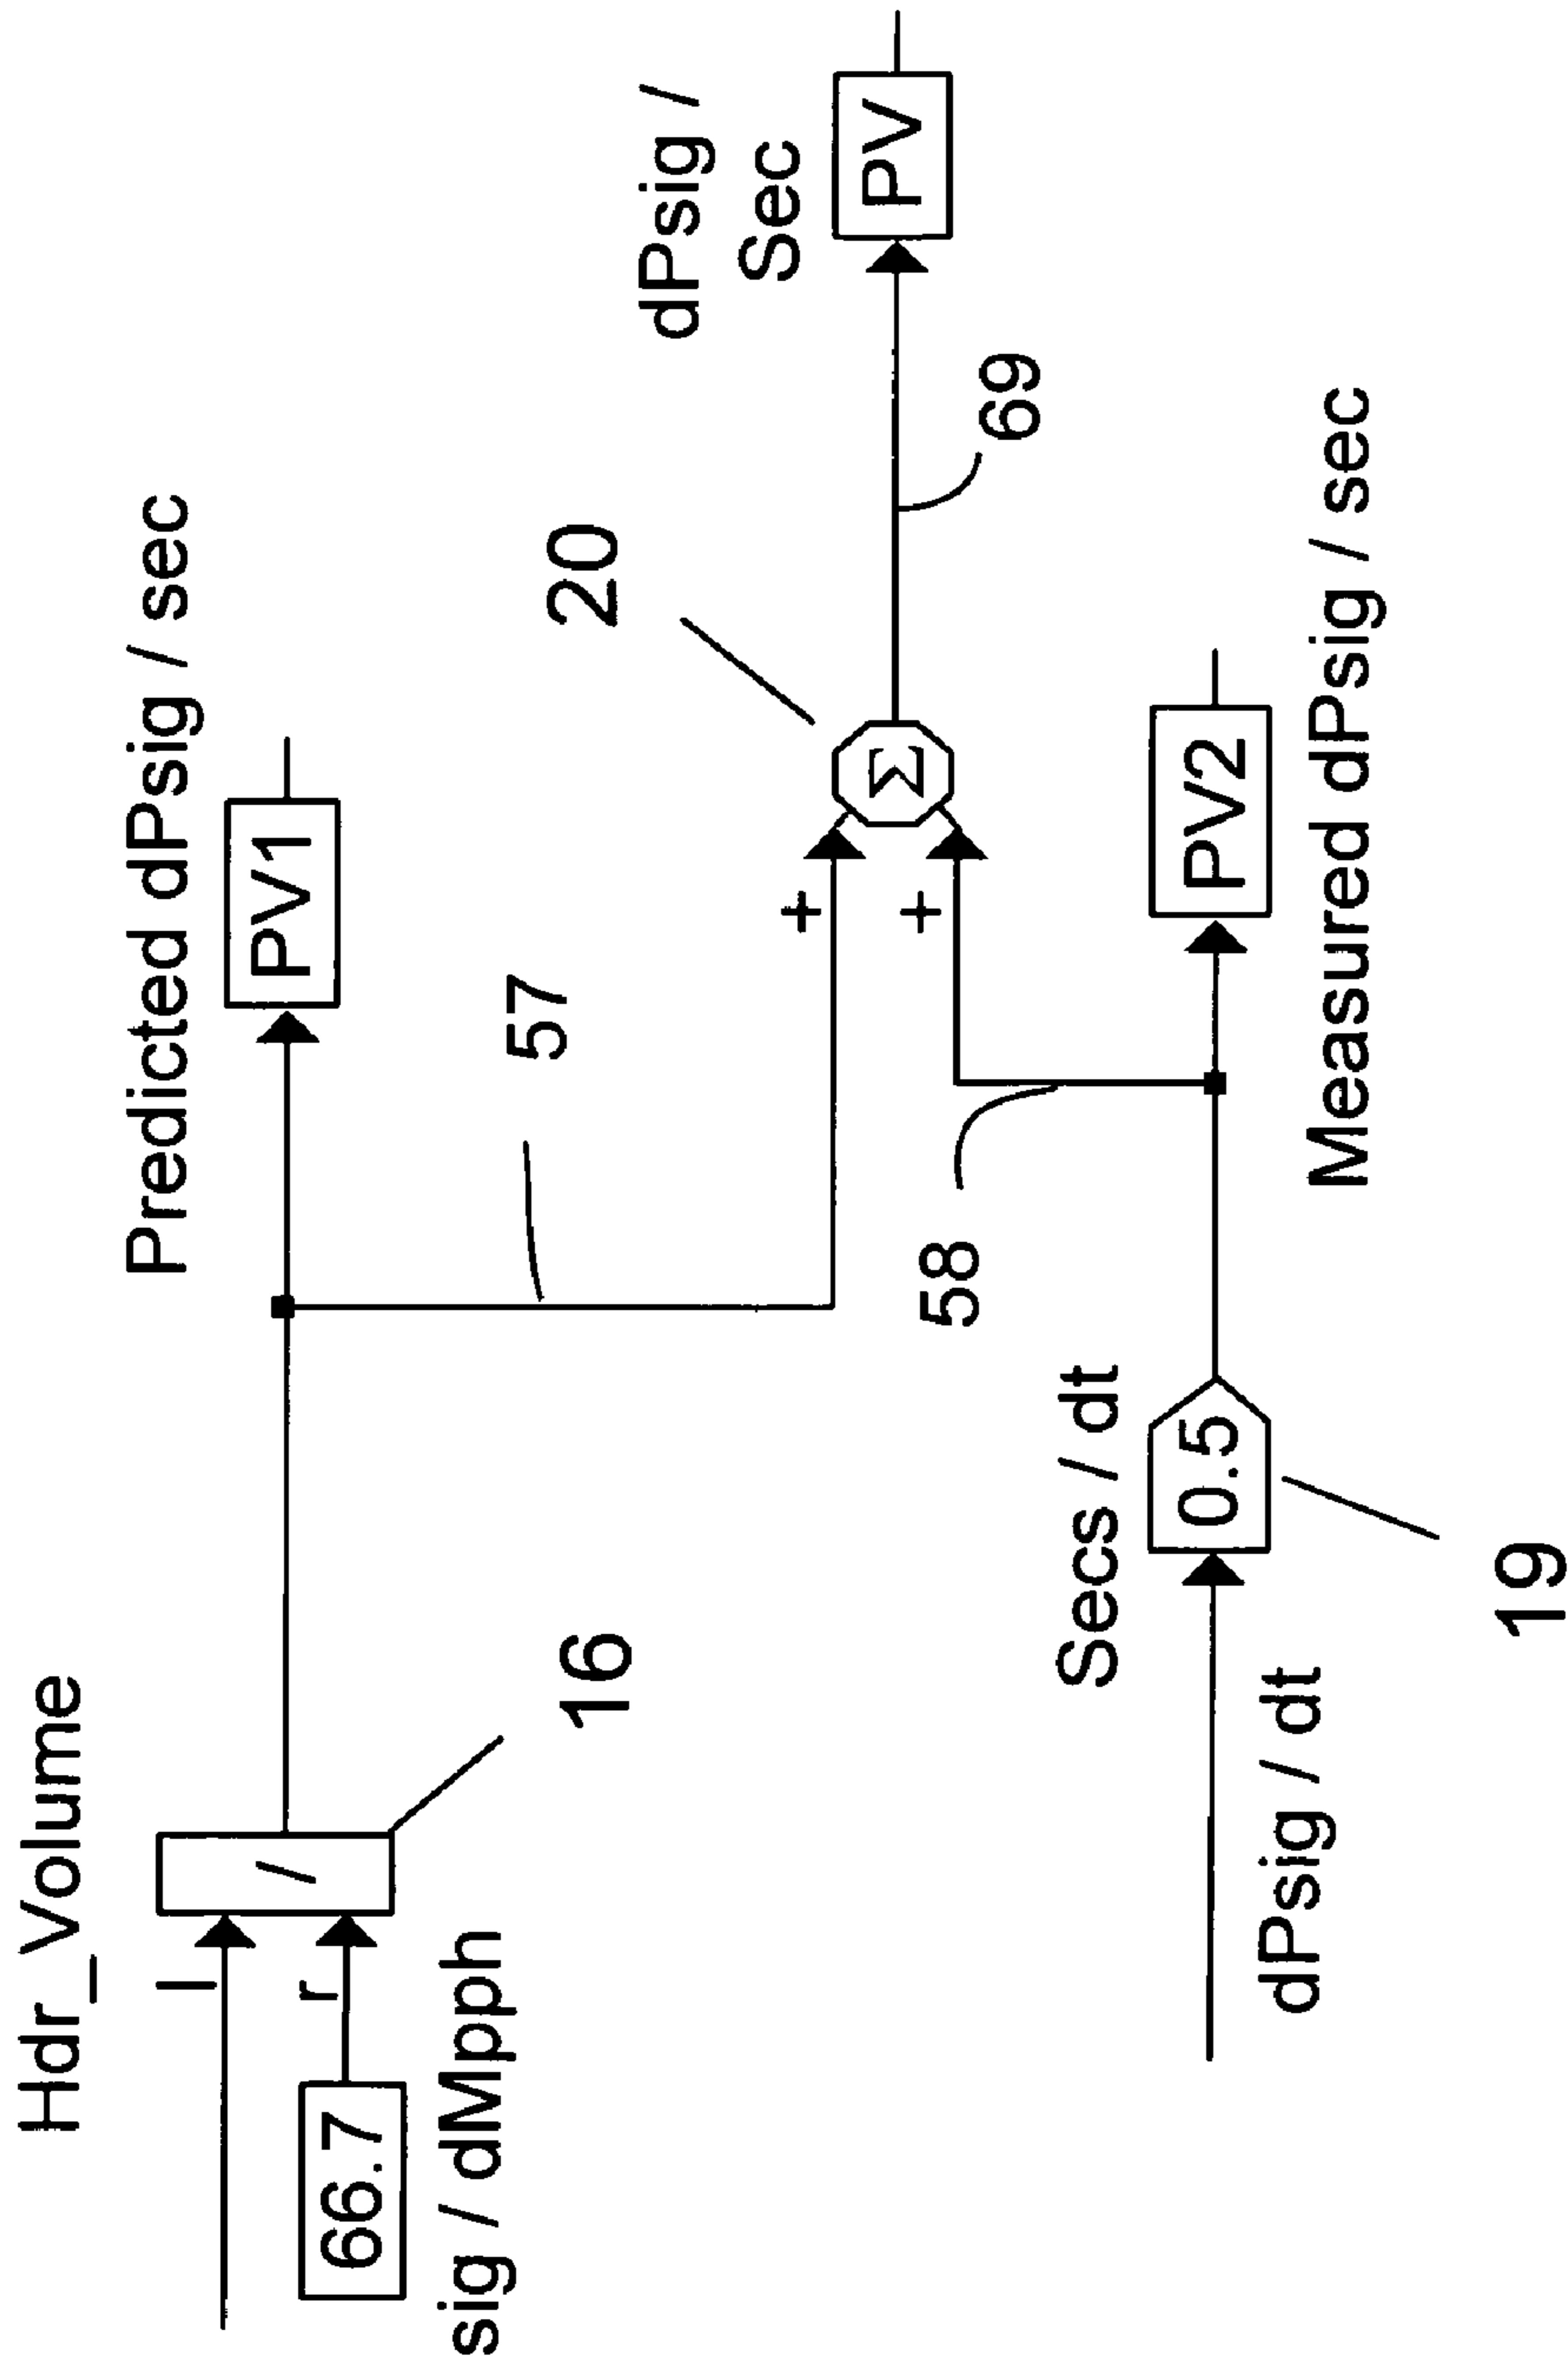 Hdr_Volume
l
/
r
66.7
sig / dMpph
16
Predicted dPsig / sec
PV1
57
+
+
Σ
20
69
dPsig /
Sec
PV
58
Secs / dt
0.5
dPsig / dt
19
PV2
Measured dPsig / sec